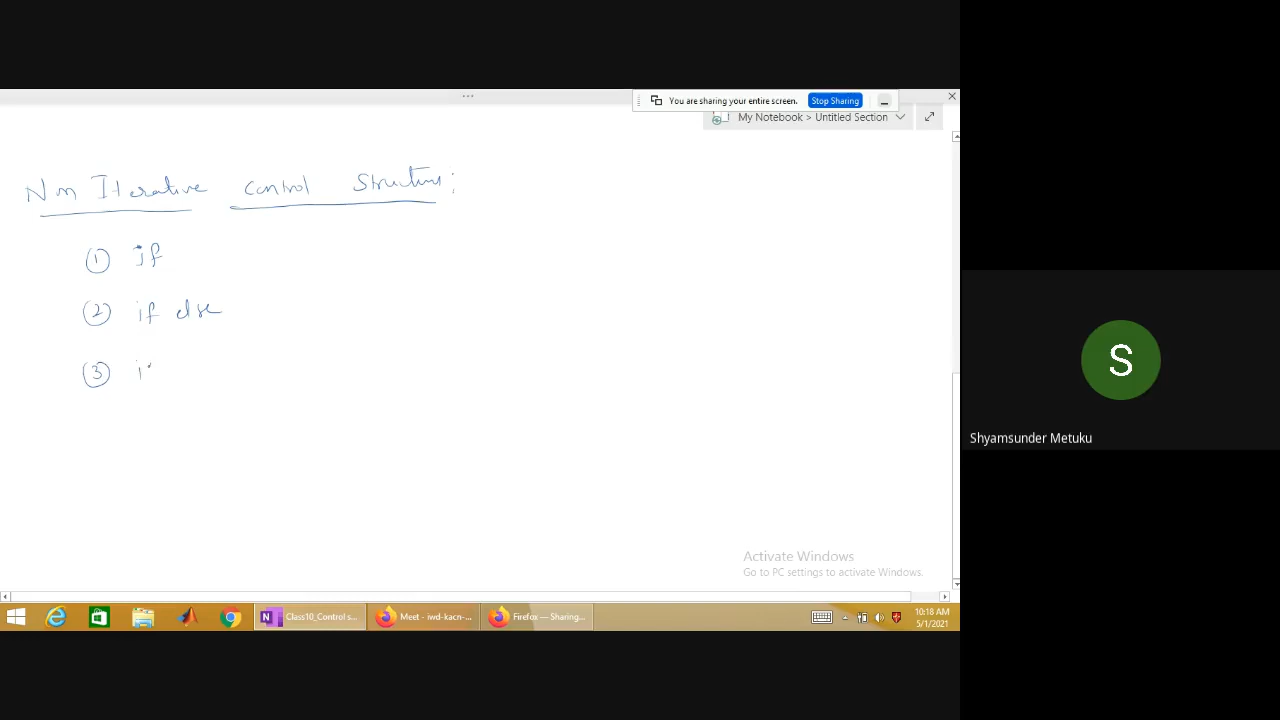 You are sharing your entire screen.
Stop Sharing
My Notebook > Untitled Section
Non Iterative Control Structure:
① if
② if else
③ i
S
Shyamsunder Metuku
Activate Windows
Go to PC settings to activate Windows.
Class10_Control s...
Meet - iwd-kacn-...
Firefox — Sharing...
10:18 AM
5/1/2021